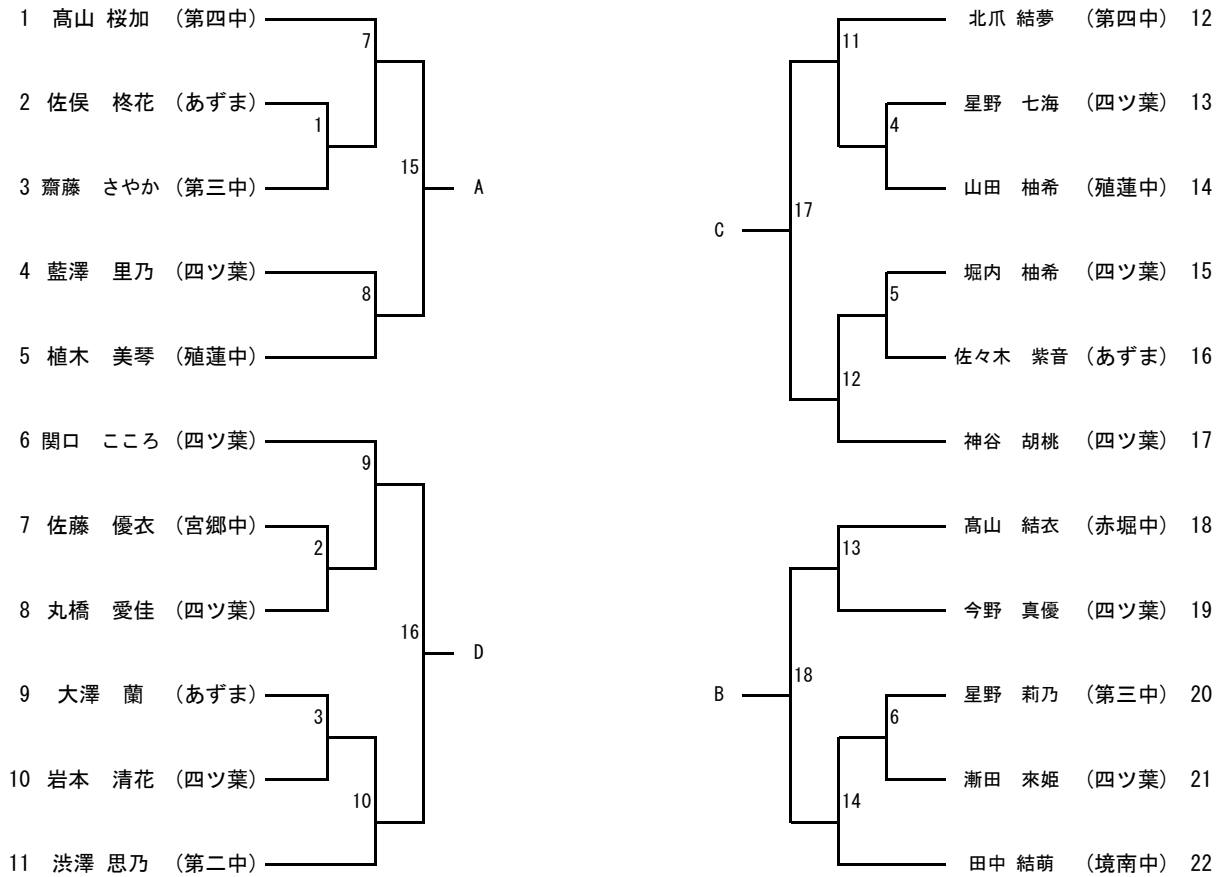 1 髙山 桜加 （第四中）
2 佐俣 柊花 （あずま）
3 齋藤 さやか （第三中）
4 藍澤 里乃 （四ツ葉）
5 植木 美琴 （殖蓮中）
6 関口 こころ （四ツ葉）
7 佐藤 優衣 （宮郷中）
8 丸橋 愛佳 （四ツ葉）
9 大澤 蘭 （あずま）
10 岩本 清花 （四ツ葉）
11 渋澤 思乃 （第二中）
7
1
15
A
8
9
2
16
D
3
10
北爪 結夢 （第四中） 12
星野 七海 （四ツ葉） 13
山田 柚希 （殖蓮中） 14
堀内 柚希 （四ツ葉） 15
佐々木 紫音 （あずま） 16
神谷 胡桃 （四ツ葉） 17
髙山 結衣 （赤堀中） 18
今野 真優 （四ツ葉） 19
星野 莉乃 （第三中） 20
漸田 來姫 （四ツ葉） 21
田中 結萌 （境南中） 22
11
4
17
C
5
12
13
18
B
6
14